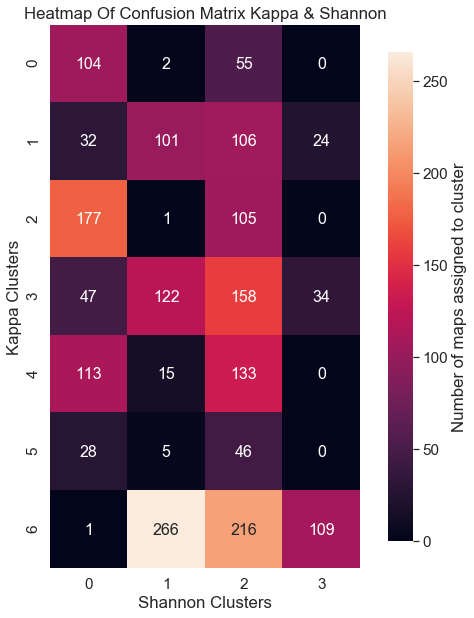 Heatmap Of Confusion Matrix Kappa & Shannon
0 104 2 55 0
1 32 101 106 24
2 177 1 105 0
3 47 122 158 34
4 113 15 133 0
5 28 5 46 0
6 1 266 216 109
0 1 2 3
Kappa Clusters
Shannon Clusters
250
200
150
100
50
0
Number of maps assigned to cluster